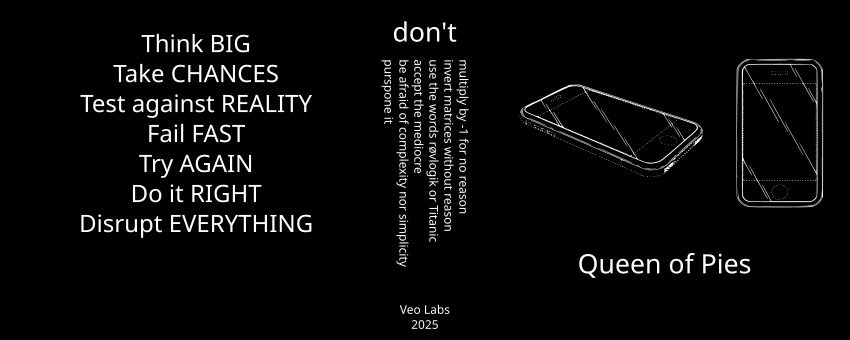 Think BIG
Take CHANCES
Test against REALITY
Fail FAST
Try AGAIN
Do it RIGHT
Disrupt EVERYTHING
don't
multiply by -1 for no reason
invert matrices without reason
use the words røvlogik or Titanic
accept the mediocre
be afraid of complexity nor simplicity
purspone it
Veo Labs
2025
Queen of Pies